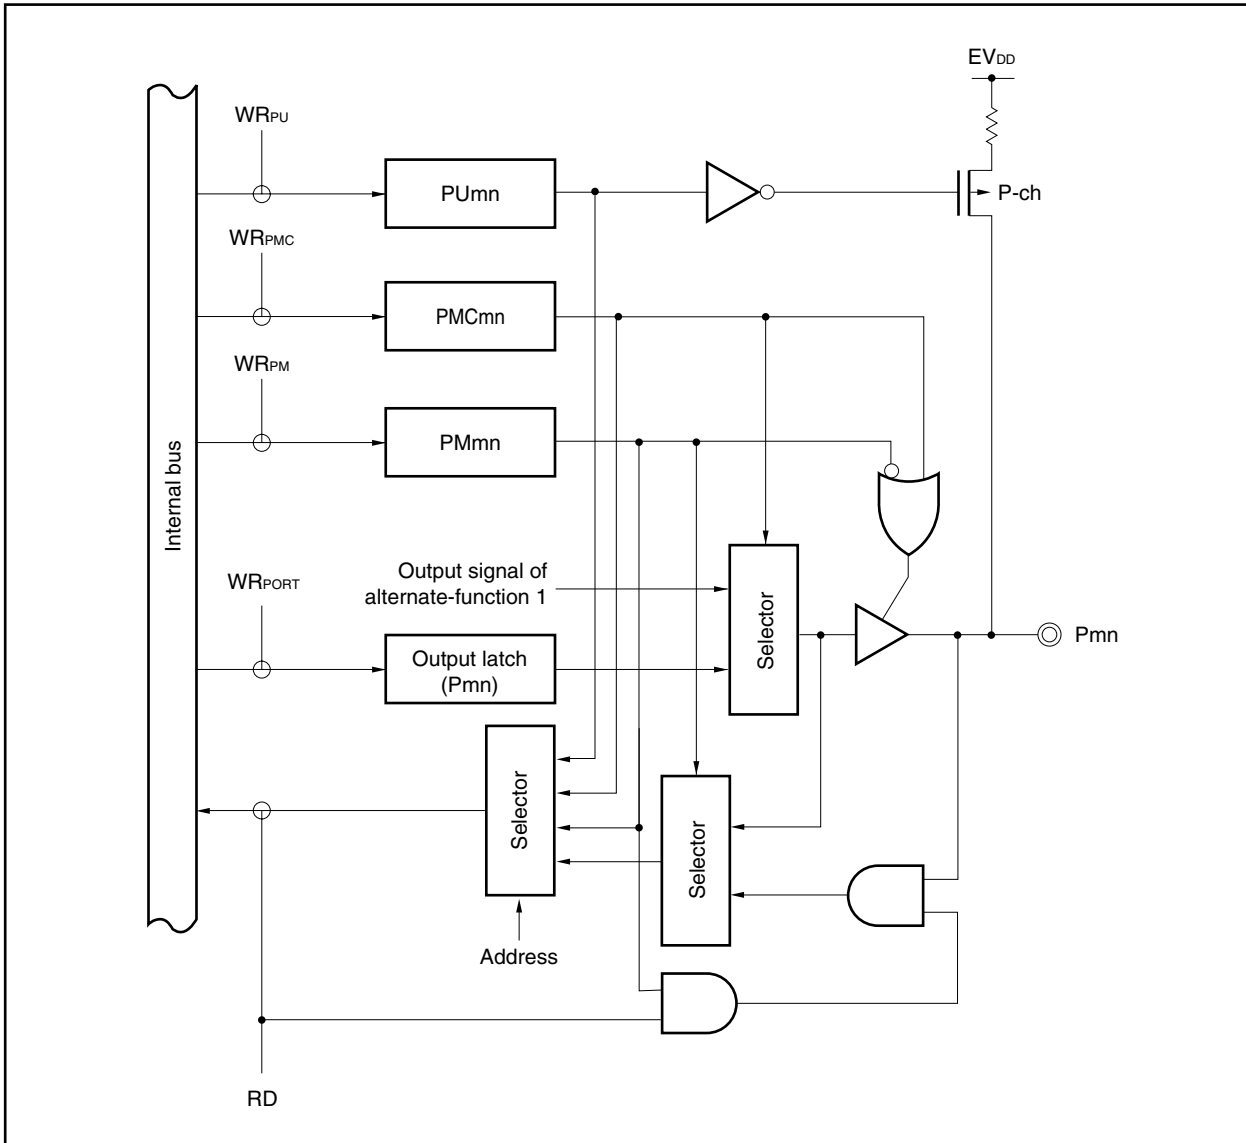 EVDD
WRPU
PUmn
P-ch
WRPMC
PMCmn
WRPM
PMmn
Internal bus
Output signal of
alternate-function 1
WRPORT
Output latch
(Pmn)
Selector
Pmn
Selector
Selector
Address
RD